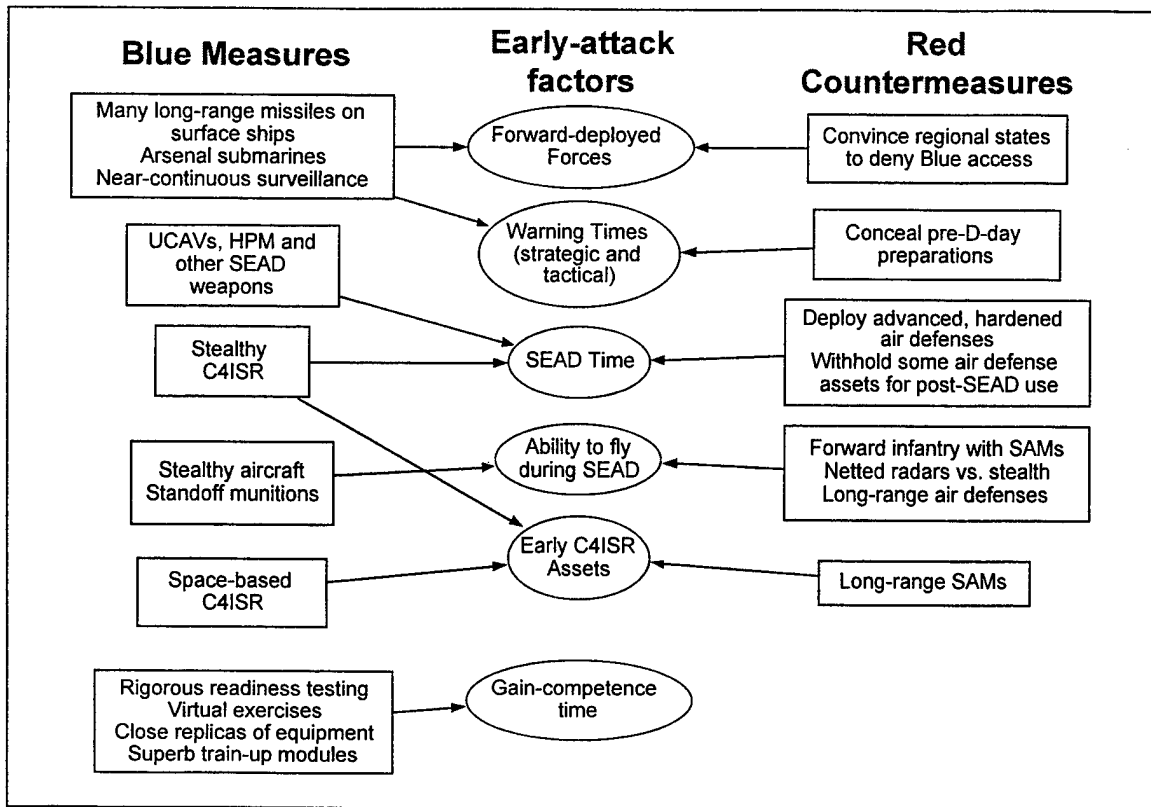 Blue Measures
Early-attack
factors
Red
Countermeasures
Many long-range missiles on
surface ships
Arsenal submarines
Near-continuous surveillance
Forward-deployed
Forces
Convince regional states
to deny Blue access
UCAVs, HPM and
other SEAD
weapons
Warning Times
(strategic and
tactical)
Conceal pre-D-day
preparations
Stealthy
C4ISR
SEAD Time
Deploy advanced, hardened
air defenses
Withhold some air defense
assets for post-SEAD use
Stealthy aircraft
Standoff munitions
Ability to fly
during SEAD
Forward infantry with SAMs
Netted radars vs. stealth
Long-range air defenses
Space-based
C4ISR
Early C4ISR
Assets
Long-range SAMs
Rigorous readiness testing
Virtual exercises
Close replicas of equipment
Superb train-up modules
Gain-competence
time